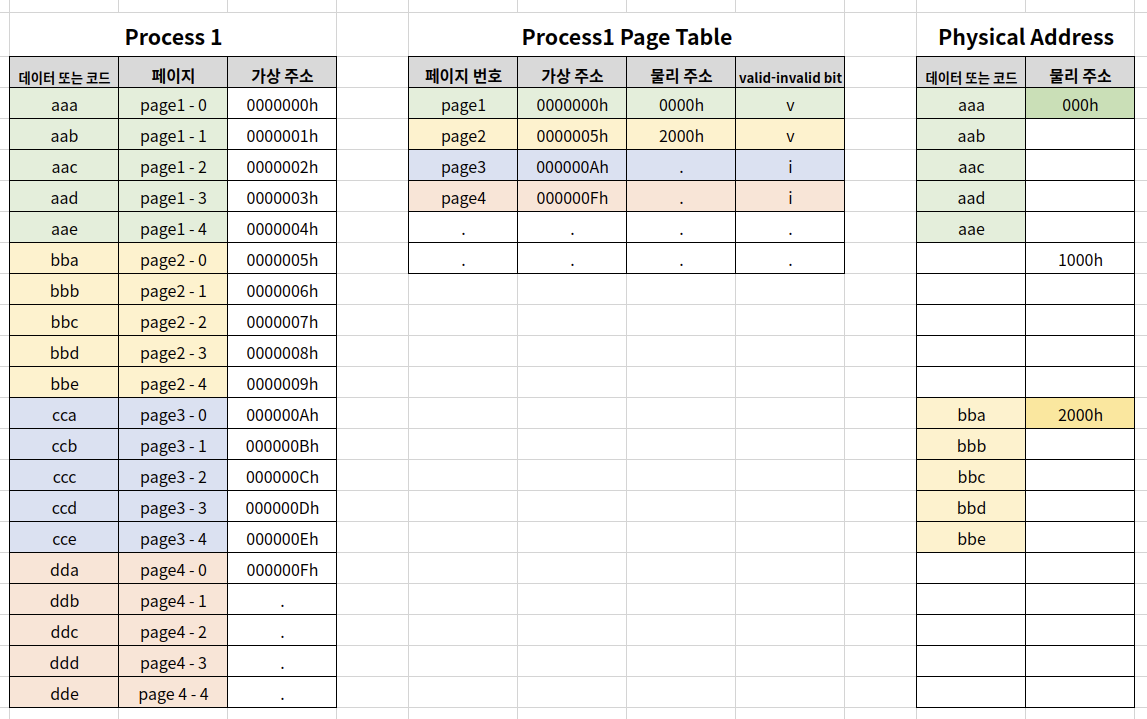 Process 1 Process1 Page Table Physical Address
데이터 또는 코드 페이지 가상 주소 페이지 번호 가상 주소 물리 주소 valid-invalid bit 데이터 또는 코드 물리 주소
aaa page1 - 0 0000000h page1 0000000h 0000h v aaa 000h
aab page1 - 1 0000001h page2 0000005h 2000h v aab
aac page1 - 2 0000002h page3 000000Ah . i aac
aad page1 - 3 0000003h page4 000000Fh . i aad
aae page1 - 4 0000004h . . . . aae
bba page2 - 0 0000005h . . . . 1000h
bbb page2 - 1 0000006h
bbc page2 - 2 0000007h
bbd page2 - 3 0000008h
bbe page2 - 4 0000009h
cca page3 - 0 000000Ah bba 2000h
ccb page3 - 1 000000Bh bbb
ccc page3 - 2 000000Ch bbc
ccd page3 - 3 000000Dh bbd
cce page3 - 4 000000Eh bbe
dda page4 - 0 000000Fh
ddb page4 - 1 .
ddc page4 - 2 .
ddd page4 - 3 .
dde page 4 - 4 .